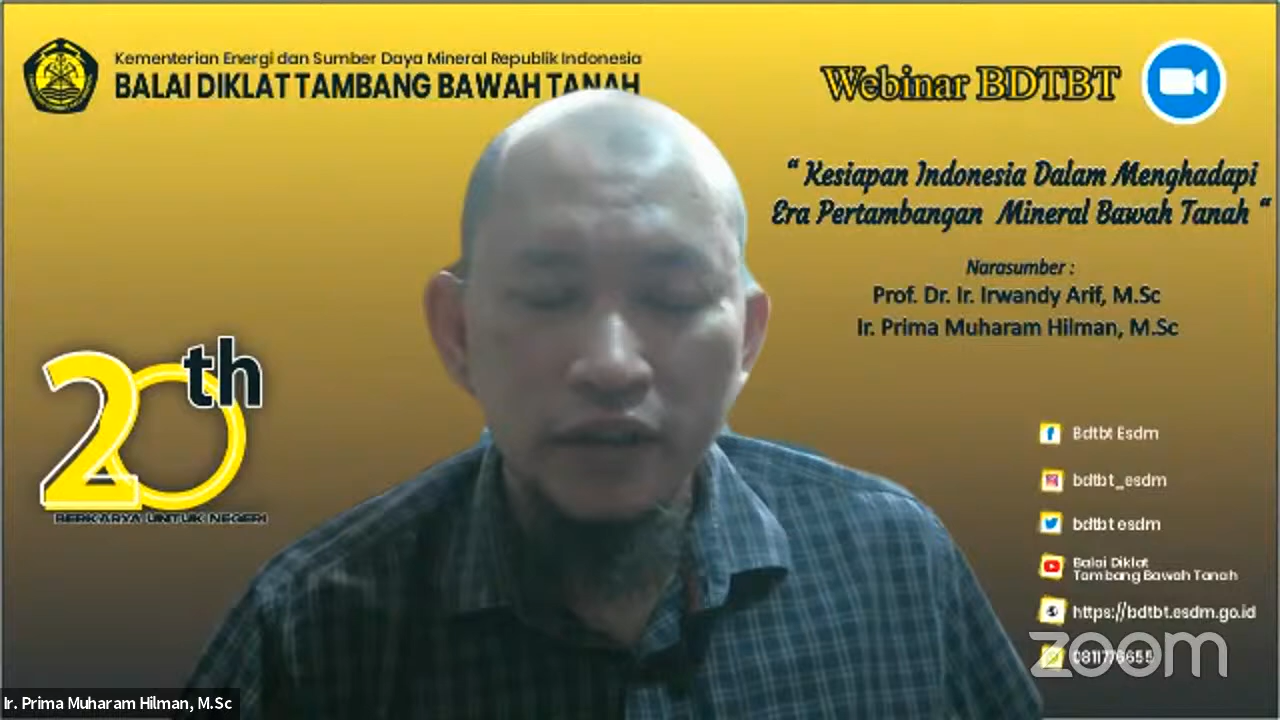 Kementerian Energi dan Sumber Daya Mineral Republik Indonesia
BALAI DIKLAT TAMBANG BAWAH TANAH
Webinar BDTBT
“ Kesiapan Indonesia Dalam Menghadapi
Era Pertambangan Mineral Bawah Tanah “
Narasumber :
Prof. Dr. Ir. Irwandy Arif, M.Sc
Ir. Prima Muharam Hilman, M.Sc
20th
BERKARYA UNTUK NEGERI
Bdtbt Esdm
bdtbt_esdm
bdtbt esdm
Balai Diklat
Tambang Bawah Tanah
https://bdtbt.esdm.go.id
zoom
Ir. Prima Muharam Hilman, M.Sc